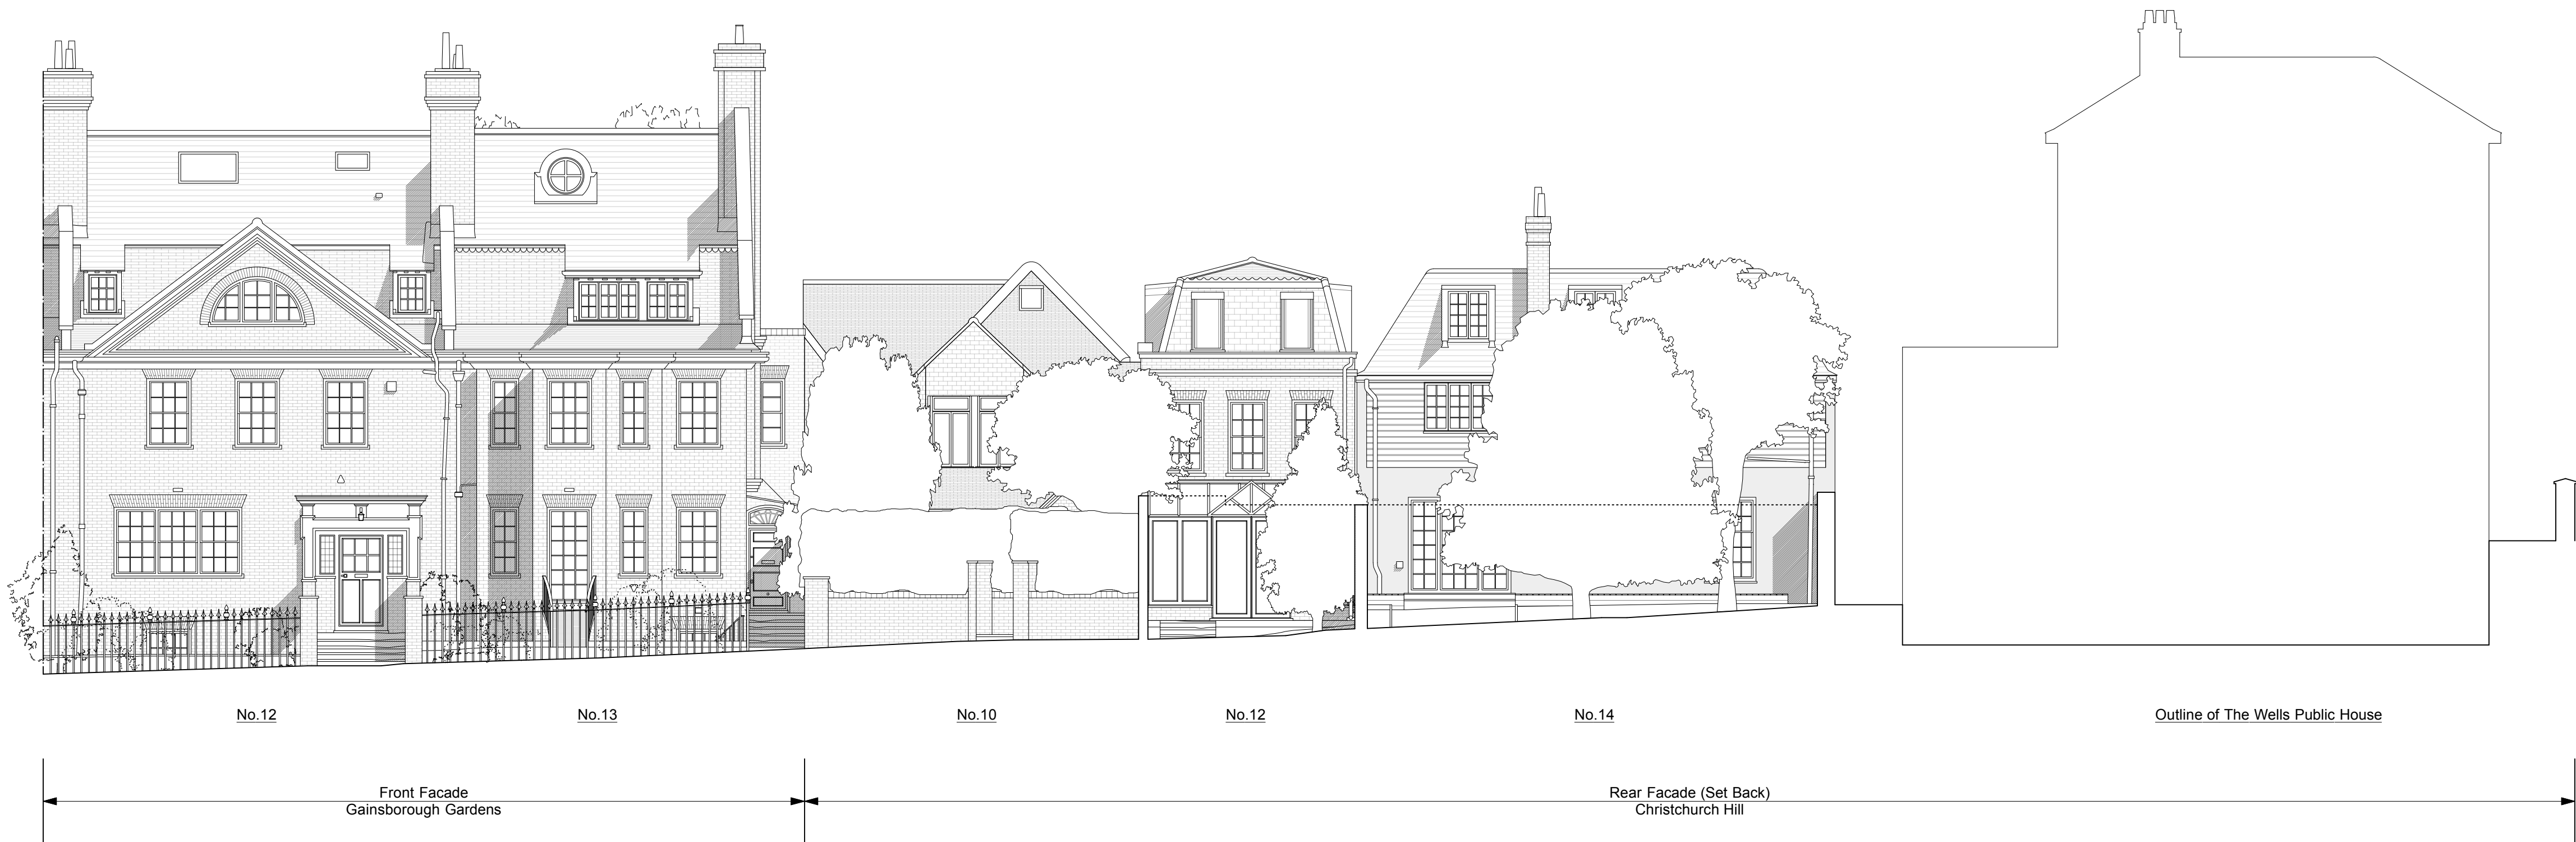 No.12
No.13
No.10
No.12
No.14
Outline of The Wells Public House
Front Facade
Gainsborough Gardens
Rear Facade (Set Back)
Christchurch Hill